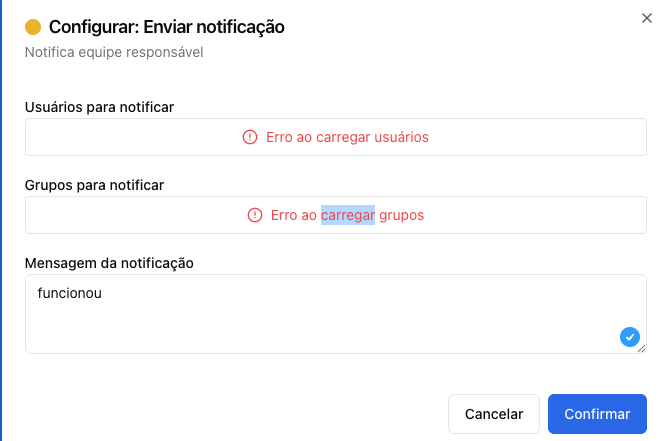 Configurar: Enviar notificação
Notifica equipe responsável
Usuários para notificar
Erro ao carregar usuários
Grupos para notificar
Erro ao carregar grupos
Mensagem da notificação
funcionou
Cancelar
Confirmar